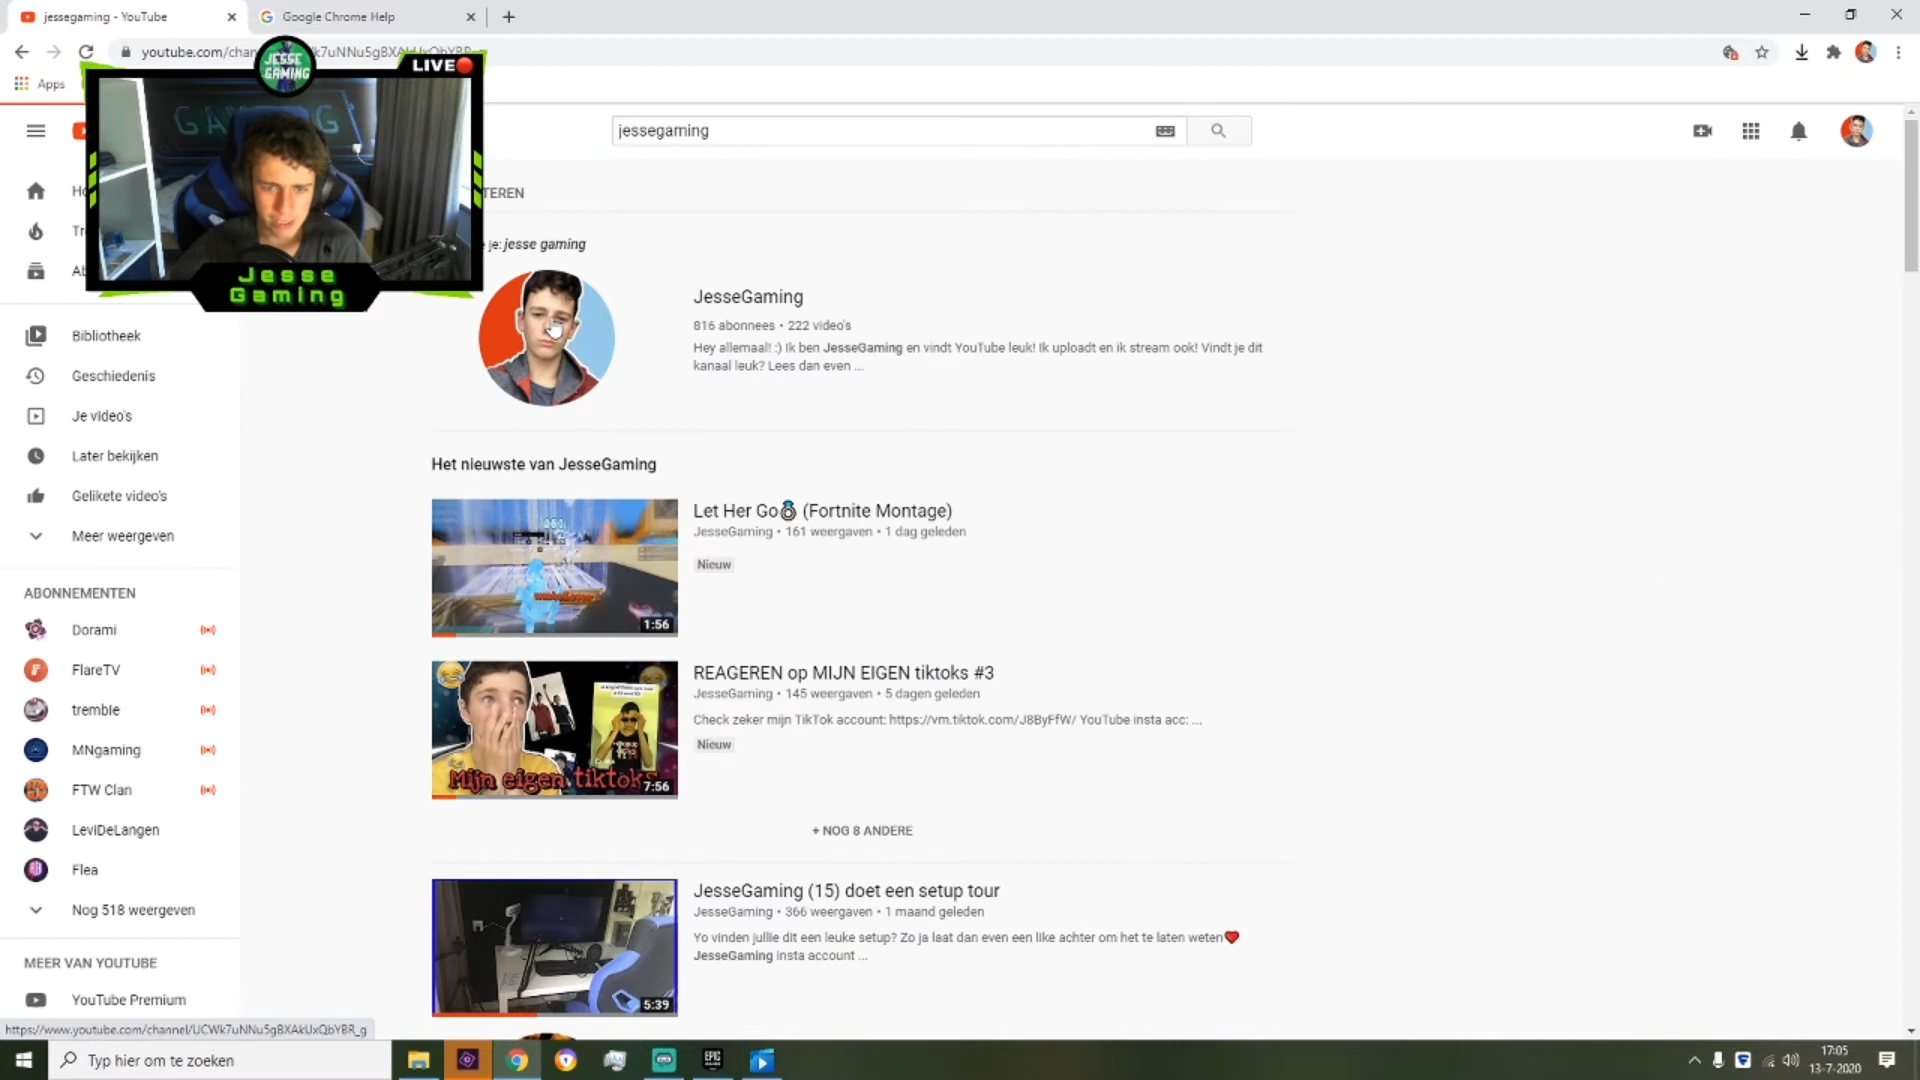 jessegaming - YouTube
Google Chrome Help
youtube.com/chan
k7uNNu5gBXAkUxQbYBR_g
Apps
JESSE
GAMING
LIVE
GAMING
Jesse
Gaming
jessegaming
TEREN
je: jesse gaming
JesseGaming
816 abonnees • 222 video's
Hey allemaal! :) Ik ben JesseGaming en vindt YouTube leuk! Ik uploadt en ik stream ook! Vindt je dit
kanaal leuk? Lees dan even ...
Ho
Tr
Ab
Bibliotheek
Geschiedenis
Je video's
Later bekijken
Gelikete video's
Meer weergeven
ABONNEMENTEN
Dorami
FlareTV
tremble
MNgaming
FTW Clan
LeviDeLangen
Flea
Nog 518 weergeven
MEER VAN YOUTUBE
YouTube Premium
Het nieuwste van JesseGaming
Let Her Go💍 (Fortnite Montage)
JesseGaming • 161 weergaven • 1 dag geleden
Nieuw
1:56
REAGEREN op MIJN EIGEN tiktoks #3
JesseGaming • 145 weergaven • 5 dagen geleden
Check zeker mijn TikTok account: https://vm.tiktok.com/J8ByFfW/ YouTube insta acc: ...
Nieuw
Mijn eigen tiktoks
7:56
+ NOG 8 ANDERE
JesseGaming (15) doet een setup tour
JesseGaming • 366 weergaven • 1 maand geleden
Yo vinden jullie dit een leuke setup? Zo ja laat dan even een like achter om het te laten weten❤
JesseGaming insta account ...
5:39
https://www.youtube.com/channel/UCWk7uNNu5gBXAkUxQbYBR_g
Typ hier om te zoeken
EPIC
17:05
13-7-2020